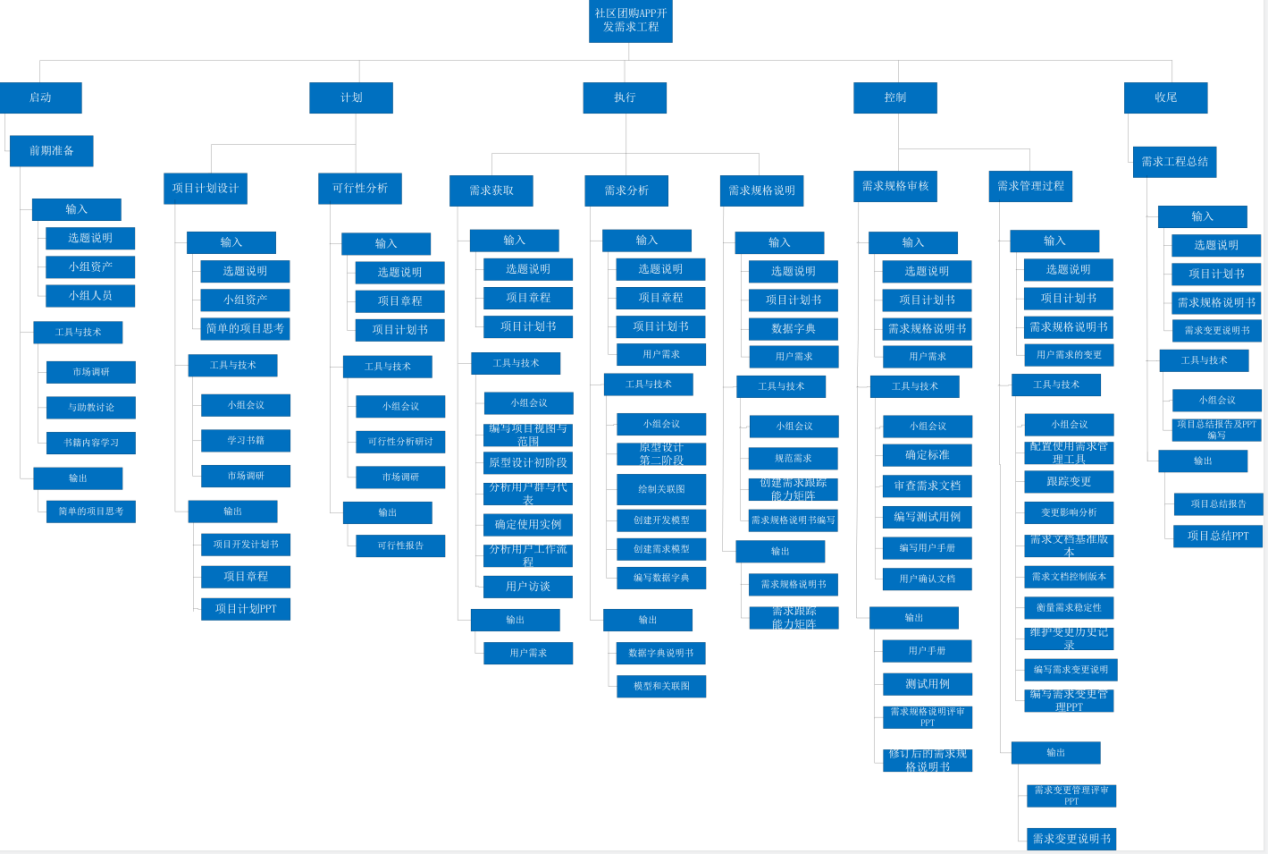 社区团购APP开
发需求工程
启动
前期准备
输入
选题说明
小组资产
小组人员
工具与技术
市场调研
与助教讨论
书籍内容学习
输出
简单的项目思考
计划
项目计划设计
输入
选题说明
小组资产
简单的项目思考
工具与技术
小组会议
学习书籍
市场调研
输出
项目开发计划书
项目章程
项目计划PPT
可行性分析
输入
选题说明
项目章程
项目计划书
工具与技术
小组会议
可行性分析研讨
市场调研
输出
可行性报告
执行
需求获取
输入
选题说明
项目章程
项目计划书
工具与技术
小组会议
编写项目视图与
范围
原型设计初阶段
分析用户群与代
表
确定使用实例
分析用户工作流
程
用户访谈
输出
用户需求
需求分析
输入
选题说明
项目章程
项目计划书
用户需求
工具与技术
小组会议
原型设计
第二阶段
绘制关联图
创建开发模型
创建需求模型
编写数据字典
输出
数据字典说明书
模型和关联图
需求规格说明
输入
选题说明
项目计划书
数据字典
用户需求
工具与技术
小组会议
规范需求
创建需求跟踪
能力矩阵
需求规格说明书编写
输出
需求规格说明书
需求跟踪
能力矩阵
控制
需求规格审核
输入
选题说明
项目计划书
需求规格说明书
用户需求
工具与技术
小组会议
确定标准
审查需求文档
编写测试用例
编写用户手册
用户确认文档
输出
用户手册
测试用例
需求规格说明评审
PPT
修订后的需求规
格说明书
需求管理过程
输入
选题说明
项目计划书
需求规格说明书
用户需求的变更
工具与技术
小组会议
配置使用需求管
理工具
跟踪变更
变更影响分析
需求文档基准版
本
需求文档控制版本
衡量需求稳定性
维护变更历史记
录
编写需求变更说明
编写需求变更管
理PPT
输出
需求变更管理评审
PPT
需求变更说明书
收尾
需求工程总结
输入
选题说明
项目计划书
需求规格说明书
需求变更说明书
工具与技术
小组会议
项目总结报告及PPT
编写
输出
项目总结报告
项目总结PPT